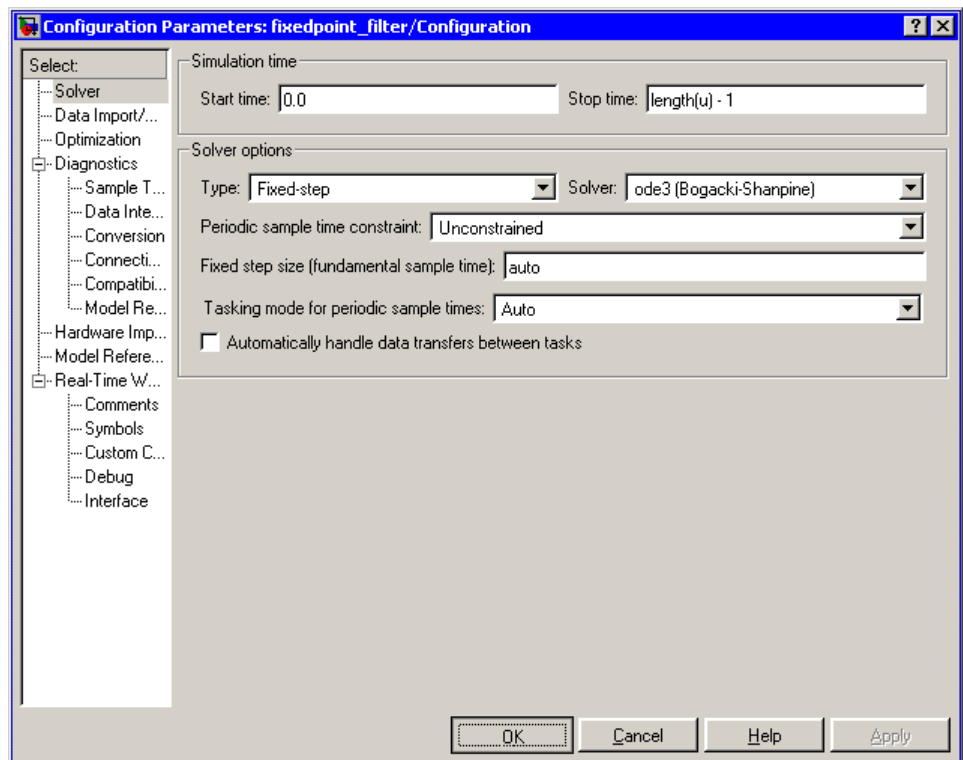 Configuration Parameters: fixedpoint_filter/Configuration
Select:
Solver
Data Import/...
Optimization
Diagnostics
Sample T...
Data Inte...
Conversion
Connecti...
Compatibi...
Model Re...
Hardware Imp...
Model Refere...
Real-Time W...
Comments
Symbols
Custom C...
Debug
Interface
Simulation time
Start time: 0.0 Stop time: length(u) - 1
Solver options
Type: Fixed-step Solver: ode3 (Bogacki-Shanpine)
Periodic sample time constraint: Unconstrained
Fixed step size (fundamental sample time): auto
Tasking mode for periodic sample times: Auto
Automatically handle data transfers between tasks
OK Cancel Help Apply